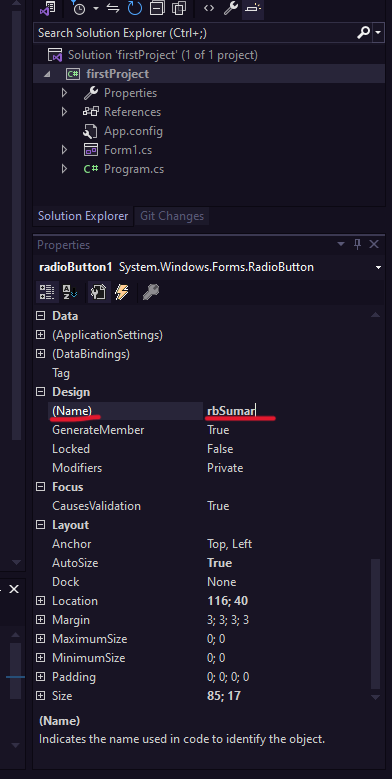 Search Solution Explorer (Ctrl+;)
Solution 'firstProject' (1 of 1 project)
C# firstProject
Properties
References
App.config
Form1.cs
C# Program.cs
Solution Explorer Git Changes
Properties
radioButton1 System.Windows.Forms.RadioButton
Data
(ApplicationSettings)
(DataBindings)
Tag
Design
(Name) rbSumar
GenerateMember True
Locked False
Modifiers Private
Focus
CausesValidation True
Layout
Anchor Top, Left
AutoSize True
Dock None
Location 116; 40
Margin 3; 3; 3; 3
MaximumSize 0; 0
MinimumSize 0; 0
Padding 0; 0; 0; 0
Size 85; 17
(Name)
Indicates the name used in code to identify the object.